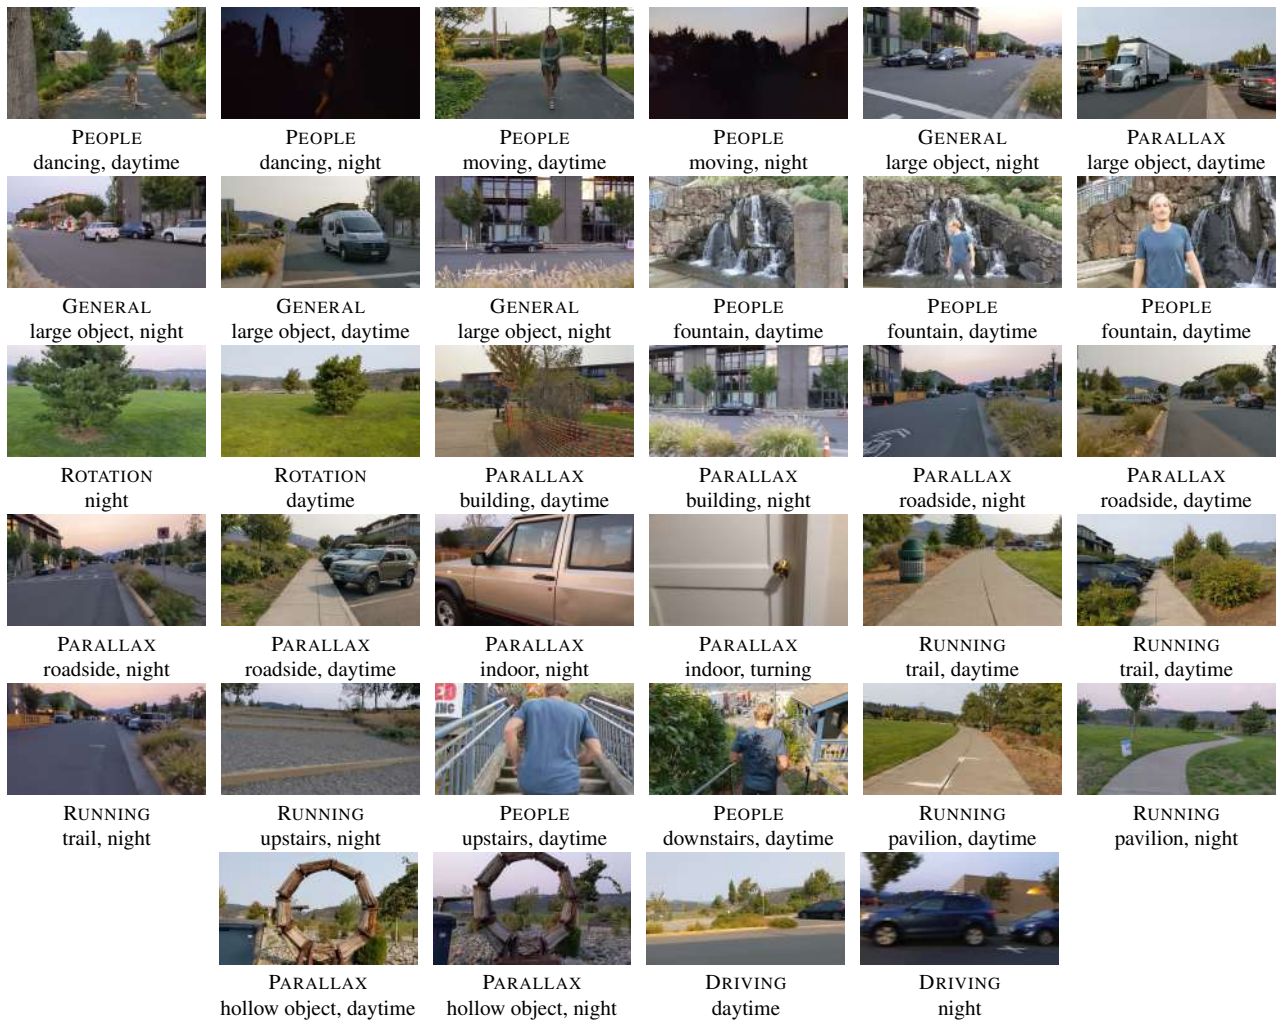 PEOPLE
dancing, daytime
PEOPLE
dancing, night
PEOPLE
moving, daytime
PEOPLE
moving, night
GENERAL
large object, night
PARALLAX
large object, daytime
GENERAL
large object, night
GENERAL
large object, daytime
GENERAL
large object, night
PEOPLE
fountain, daytime
PEOPLE
fountain, daytime
PEOPLE
fountain, daytime
ROTATION
night
ROTATION
daytime
PARALLAX
building, daytime
PARALLAX
building, night
PARALLAX
roadside, night
PARALLAX
roadside, daytime
PARALLAX
roadside, night
PARALLAX
roadside, daytime
PARALLAX
indoor, night
PARALLAX
indoor, turning
RUNNING
trail, daytime
RUNNING
trail, daytime
ED
ING
RUNNING
trail, night
RUNNING
upstairs, night
PEOPLE
upstairs, daytime
PEOPLE
downstairs, daytime
RUNNING
pavilion, daytime
RUNNING
pavilion, night
PARALLAX
hollow object, daytime
PARALLAX
hollow object, night
DRIVING
daytime
DRIVING
night